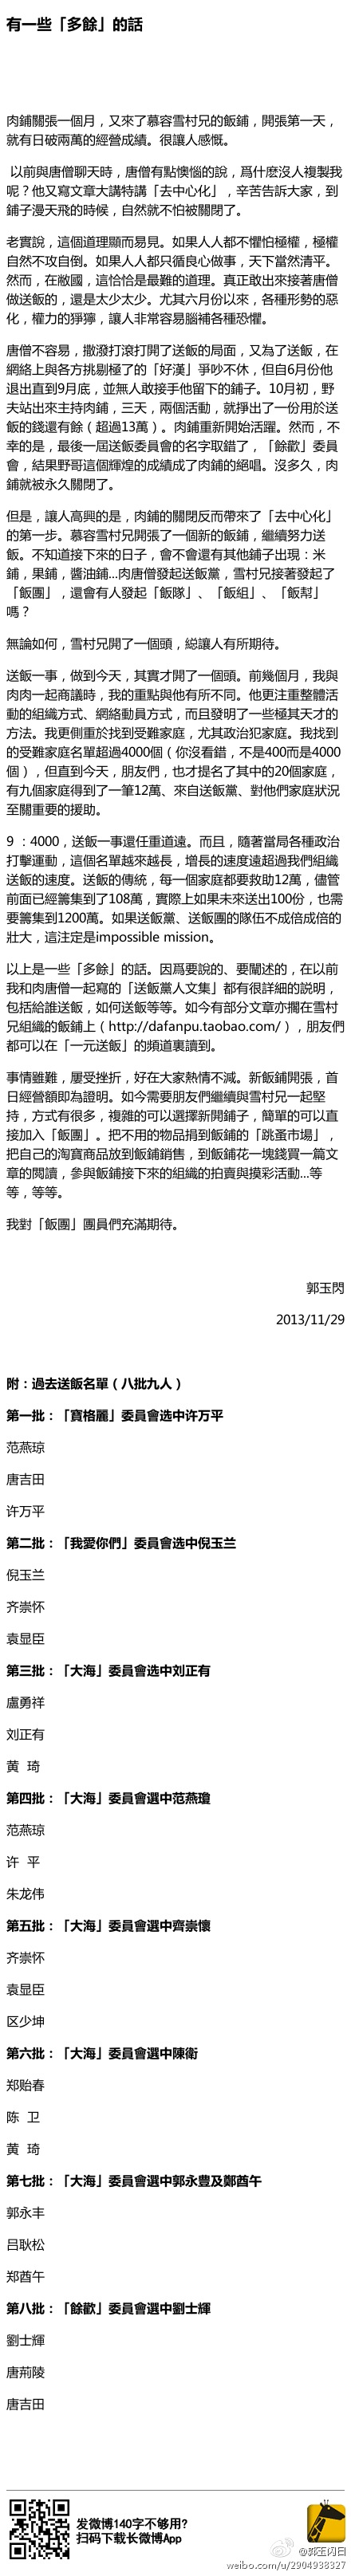 有一些「多餘」的話
肉鋪關張一個月，又來了慕容雪村兄的飯鋪，開張第一天，
就有日破兩萬的經營成績。很讓人感慨。
以前與唐僧聊天時，唐僧有點懊惱的說，爲什麽沒人複製我
呢？他又寫文章大講特講「去中心化」，辛苦告訴大家，到
鋪子漫天飛的時候，自然就不怕被關閉了。
老實說，這個道理顯而易見。如果人人都不懼怕極權，極權
自然不攻自倒。如果人人都只循良心做事，天下當然清平。
然而，在敝國，這恰恰是最難的道理。真正敢出來接著唐僧
做送飯的，還是太少太少。尤其六月份以來，各種形勢的惡
化，權力的猙獰，讓人非常容易腦補各種恐懼。
唐僧不容易，撒潑打滾打開了送飯的局面，又為了送飯，在
網絡上與各方挑剔極了的「好漢」爭吵不休，但自6月份他
退出直到9月底，並無人敢接手他留下的鋪子。10月初，野
夫站出來主持肉鋪，三天，兩個活動，就掙出了一份用於送
飯的錢還有餘（超過13萬）。肉鋪重新開始活躍。然而，不
幸的是，最後一屆送飯委員會的名字取錯了，「餘歡」委員
會，結果野哥這個輝煌的成績成了肉鋪的絕唱。沒多久，肉
鋪就被永久關閉了。
但是，讓人高興的是，肉鋪的關閉反而帶來了「去中心化」
的第一步。慕容雪村兄開張了一個新的飯鋪，繼續努力送
飯。不知道接下來的日子，會不會還有其他鋪子出現：米
鋪，果鋪，醬油鋪...肉唐僧發起送飯黨，雪村兄接著發起了
「飯團」，還會有人發起「飯隊」、「飯組」、「飯幫」
嗎？
無論如何，雪村兄開了一個頭，総讓人有所期待。
送飯一事，做到今天，其實才開了一個頭。前幾個月，我與
肉肉一起商議時，我的重點與他有所不同。他更注重整體活
動的組織方式、網絡動員方式，而且發明了一些極其天才的
方法。我更側重於找到受難家庭，尤其政治犯家庭。我找到
的受難家庭名單超過4000個（你沒看錯，不是400而是4000
個），但直到今天，朋友們，也才提名了其中的20個家庭，
有九個家庭得到了一筆12萬、來自送飯黨、對他們家庭狀況
至關重要的援助。
9 ：4000，送飯一事還任重道遠。而且，隨著當局各種政治
打擊運動，這個名單越來越長，增長的速度遠超過我們組織
送飯的速度。送飯的傳統，每一個家庭都要救助12萬，儘管
前面已經籌集到了108萬，實際上如果未來送出100份，也需
要籌集到1200萬。如果送飯黨、送飯團的隊伍不成倍成倍的
壯大，這注定是impossible mission。
以上是一些「多餘」的話。因爲要說的、要闡述的，在以前
我和肉唐僧一起寫的「送飯黨人文集」都有很詳細的説明，
包括給誰送飯，如何送飯等等。如今有部分文章亦擱在雪村
兄組織的飯鋪上（http://dafanpu.taobao.com/），朋友們
都可以在「一元送飯」的頻道裏讀到。
事情雖難，屢受挫折，好在大家熱情不減。新飯鋪開張，首
日經營額即為證明。如今需要朋友們繼續與雪村兄一起堅
持，方式有很多，複雜的可以選擇新開鋪子，簡單的可以直
接加入「飯團」。把不用的物品捐到飯鋪的「跳蚤市場」，
把自己的淘寶商品放到飯鋪銷售，到飯鋪花一塊錢買一篇文
章的閱讀，參與飯鋪接下來的組織的拍賣與摸彩活動...等
等，等等。
我對「飯團」團員們充滿期待。
郭玉閃
2013/11/29
附：過去送飯名單（八批九人）
第一批：「寶格麗」委員會选中许万平
范燕琼
唐吉田
许万平
第二批：「我愛你們」委員會选中倪玉兰
倪玉兰
齐崇怀
袁显臣
第三批：「大海」委員會选中刘正有
盧勇祥
刘正有
黄 琦
第四批：「大海」委員會選中范燕瓊
范燕琼
许 平
朱龙伟
第五批：「大海」委員會選中齊崇懷
齐崇怀
袁显臣
区少坤
第六批：「大海」委員會選中陳衛
郑贻春
陈 卫
黄 琦
第七批：「大海」委員會選中郭永豊及鄭酋午
郭永丰
吕耿松
郑酋午
第八批：「餘歡」委員會選中劉士輝
劉士輝
唐荊陵
唐吉田
发微博140字不够用?
扫码下载长微博App
@郭玉闪日
weibo.com/u/2904938327